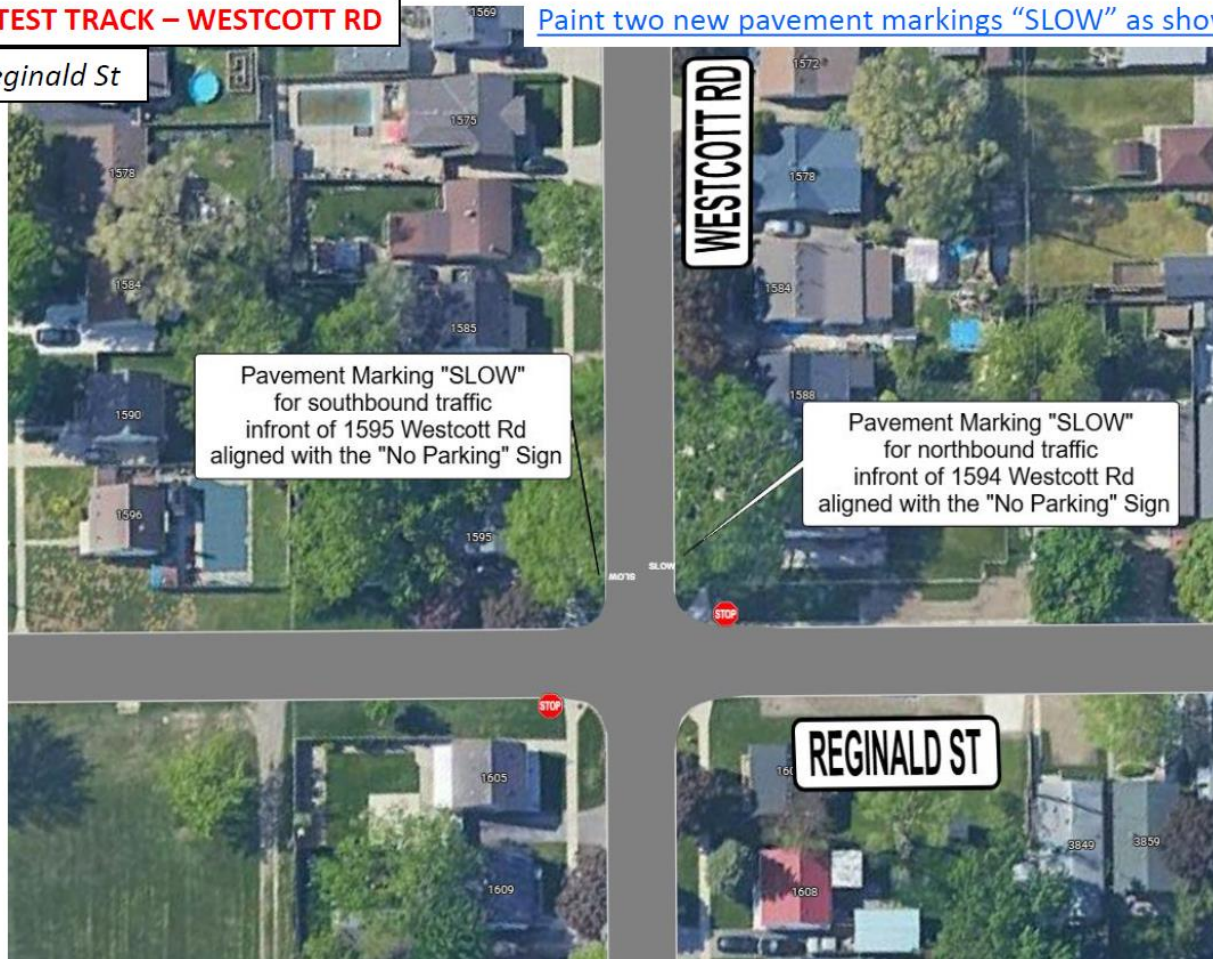 TEST TRACK – WESTCOTT RD
Paint two new pavement markings “SLOW” as
eginald St
1569
1572
WESTCOTT RD
1575
1578
1578
1584
1584
1585
1588
1590
Pavement Marking "SLOW"
for southbound traffic
infront of 1595 Westcott Rd
aligned with the "No Parking" Sign
Pavement Marking "SLOW"
for northbound traffic
infront of 1594 Westcott Rd
aligned with the "No Parking" Sign
1596
1595
SLOW
SLOW
STOP
STOP
REGINALD ST
1605
3849
3859
1609
1608